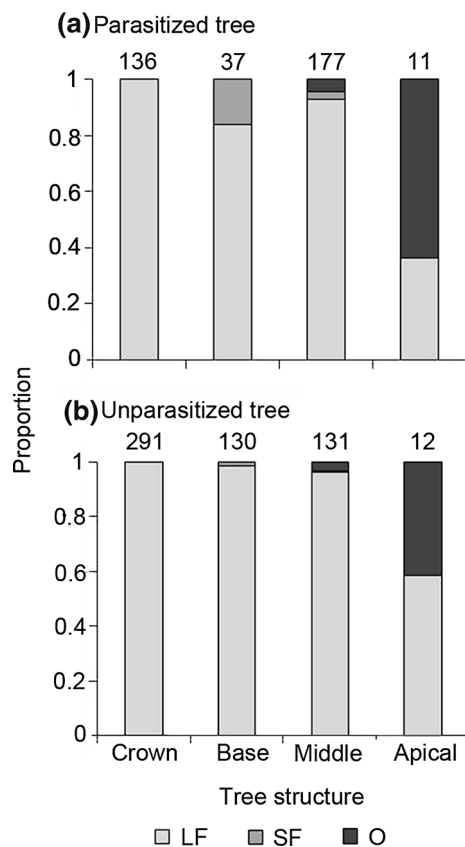 (a) Parasitized tree
136 37 177 11
1
0.8
0.6
0.4
0.2
0
Proportion
(b) Unparasitized tree
291 130 131 12
1
0.8
0.6
0.4
0.2
0
Crown Base Middle Apical
Tree structure
LF SF O